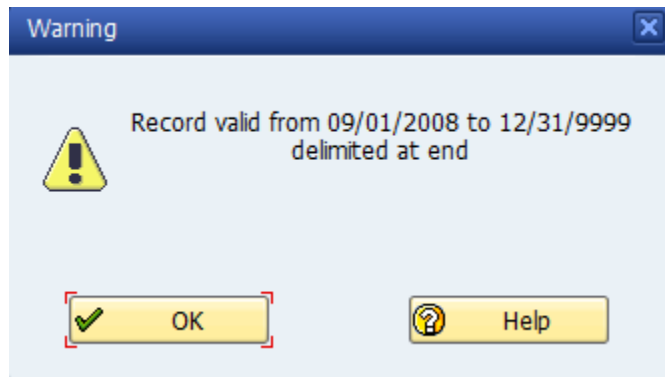 Warning
Record valid from 09/01/2008 to 12/31/9999
delimited at end
OK
Help